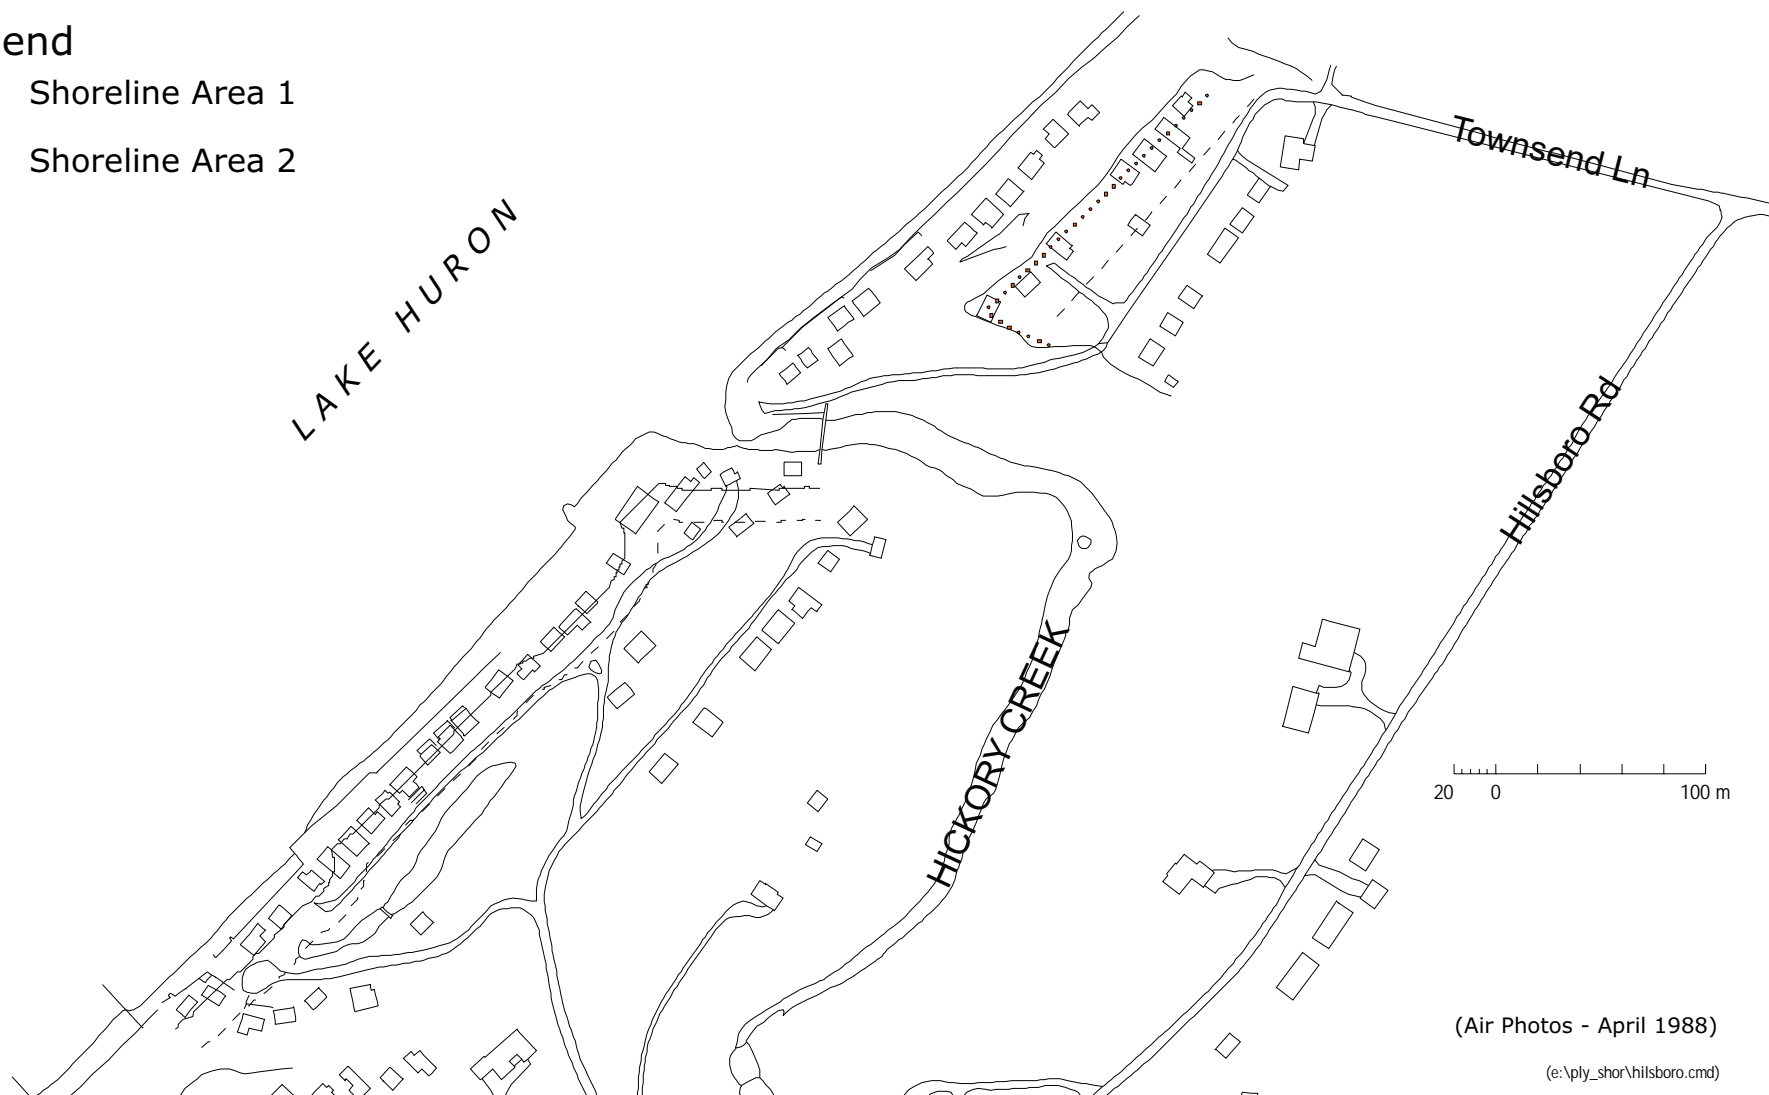 end
Shoreline Area 1
Shoreline Area 2
Townsend Ln
LAKE HURON
Hillsboro Rd
HICKORY CREEK
20 0 100 m
(Air Photos - April 1988)
(e:\ply_shor\hilsboro.cmd)